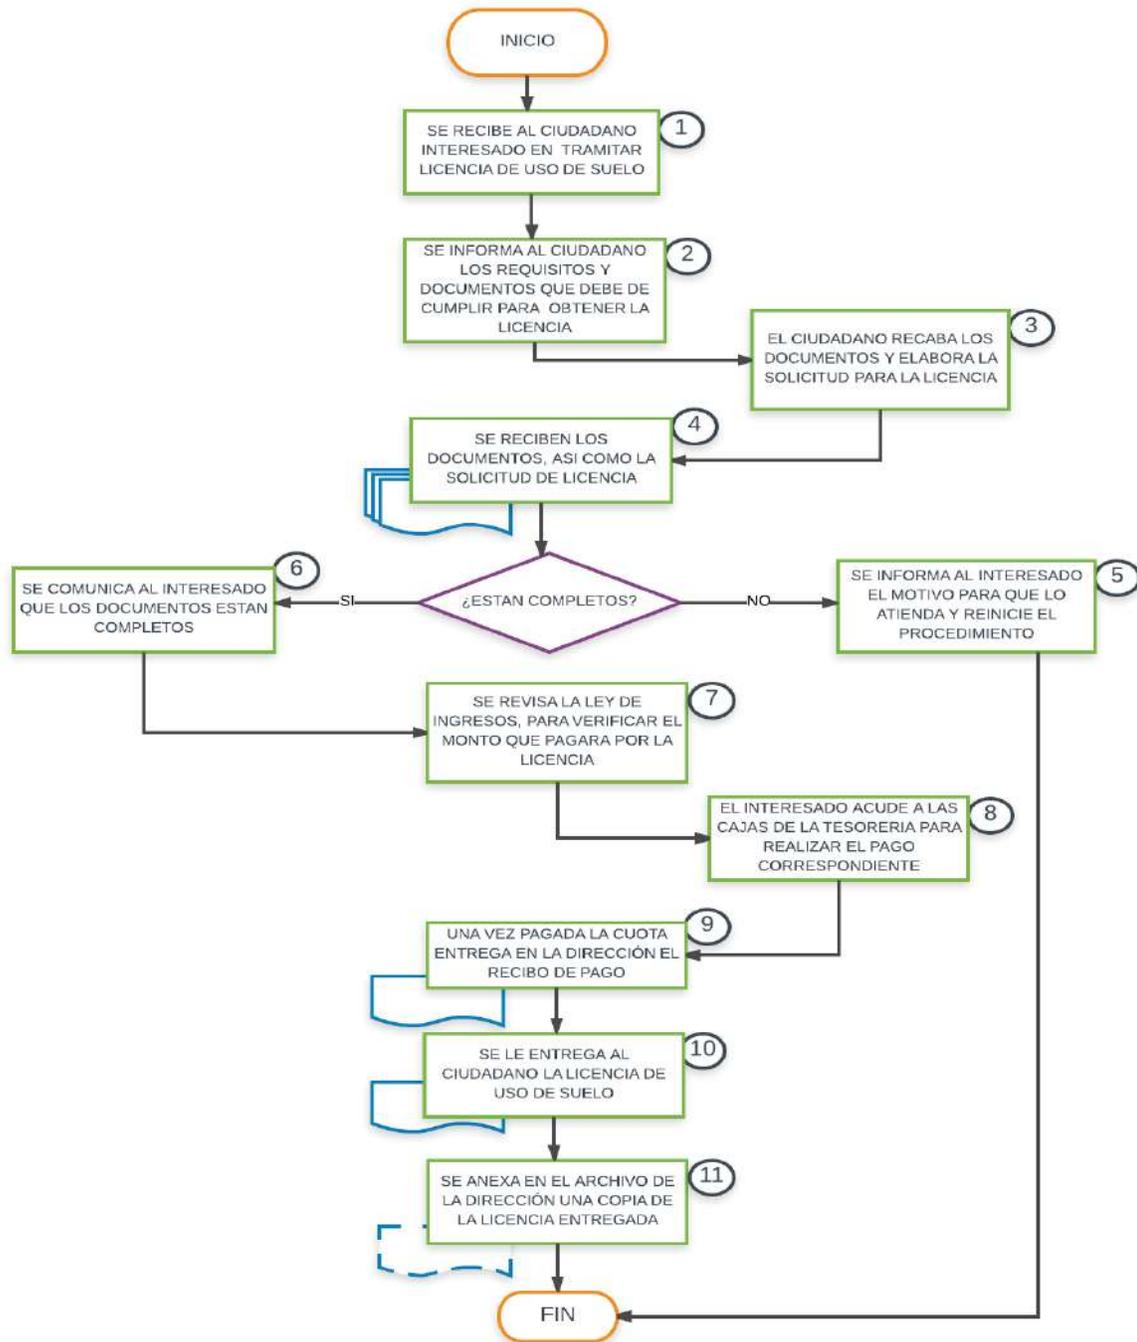 INICIO
1
SE RECIBE AL CIUDADANO
INTERESADO EN TRAMITAR
LICENCIA DE USO DE SUELO
2
SE INFORMA AL CIUDADANO
LOS REQUISITOS Y
DOCUMENTOS QUE DEBE DE
CUMPLIR PARA OBTENER LA
LICENCIA
3
EL CIUDADANO RECABA LOS
DOCUMENTOS Y ELABORA LA
SOLICITUD PARA LA LICENCIA
4
SE RECIBEN LOS
DOCUMENTOS, ASI COMO LA
SOLICITUD DE LICENCIA
¿ESTAN COMPLETOS?
SI
NO
6
SE COMUNICA AL INTERESADO
QUE LOS DOCUMENTOS ESTAN
COMPLETOS
5
SE INFORMA AL INTERESADO
EL MOTIVO PARA QUE LO
ATIENDA Y REINICIE EL
PROCEDIMIENTO
7
SE REVISA LA LEY DE
INGRESOS, PARA VERIFICAR EL
MONTO QUE PAGARA POR LA
LICENCIA
8
EL INTERESADO ACUDE A LAS
CAJAS DE LA TESORERIA PARA
REALIZAR EL PAGO
CORRESPONDIENTE
9
UNA VEZ PAGADA LA CUOTA
ENTREGA EN LA DIRECCIÓN EL
RECIBO DE PAGO
10
SE LE ENTREGA AL
CIUDADANO LA LICENCIA DE
USO DE SUELO
11
SE ANEXA EN EL ARCHIVO DE
LA DIRECCIÓN UNA COPIA DE
LA LICENCIA ENTREGADA
FIN